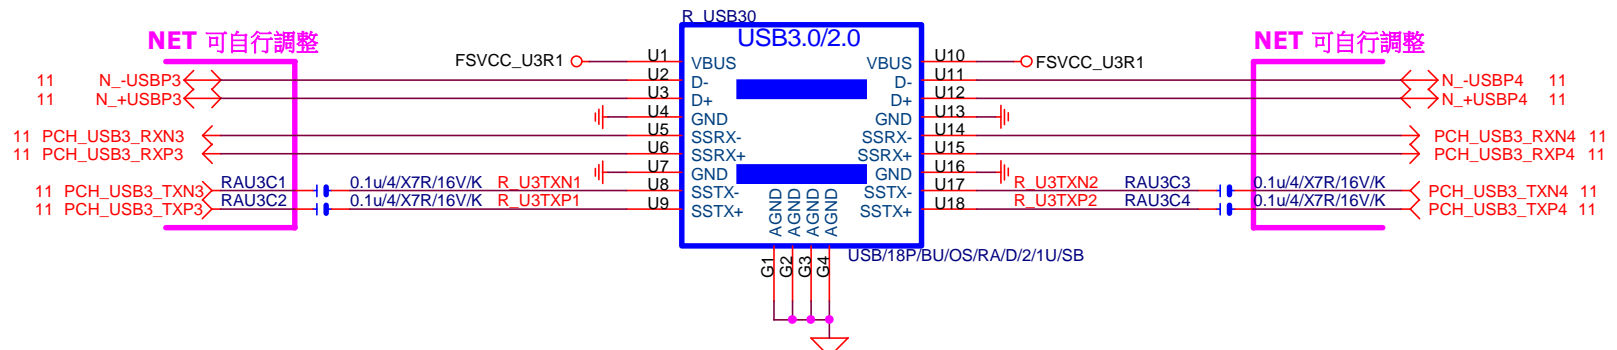 R_USB30
USB3.0/2.0
NET 可自行調整
NET 可自行調整
FSVCC_U3R1 U1 VBUS VBUS U10 FSVCC_U3R1
11 N_-USBP3 U2 D- D- U11 N_-USBP4 11
11 N_+USBP3 U3 D+ D+ U12 N_+USBP4 11
U4 GND GND U13
11 PCH_USB3_RXN3 U5 SSRX- SSRX- U14 PCH_USB3_RXN4 11
11 PCH_USB3_RXP3 U6 SSRX+ SSRX+ U15 PCH_USB3_RXP4 11
U7 GND GND U16
11 PCH_USB3_TXN3 RAU3C1 0.1u/4/X7R/16V/K R_U3TXN1 U8 SSTX- SSTX- U17 R_U3TXN2 RAU3C3 0.1u/4/X7R/16V/K PCH_USB3_TXN4 11
11 PCH_USB3_TXP3 RAU3C2 0.1u/4/X7R/16V/K R_U3TXP1 U9 SSTX+ SSTX+ U18 R_U3TXP2 RAU3C4 0.1u/4/X7R/16V/K PCH_USB3_TXP4 11
AGND AGND AGND AGND
USB/18P/BU/OS/RA/D/2/1U/SB
G1 G2 G3 G4